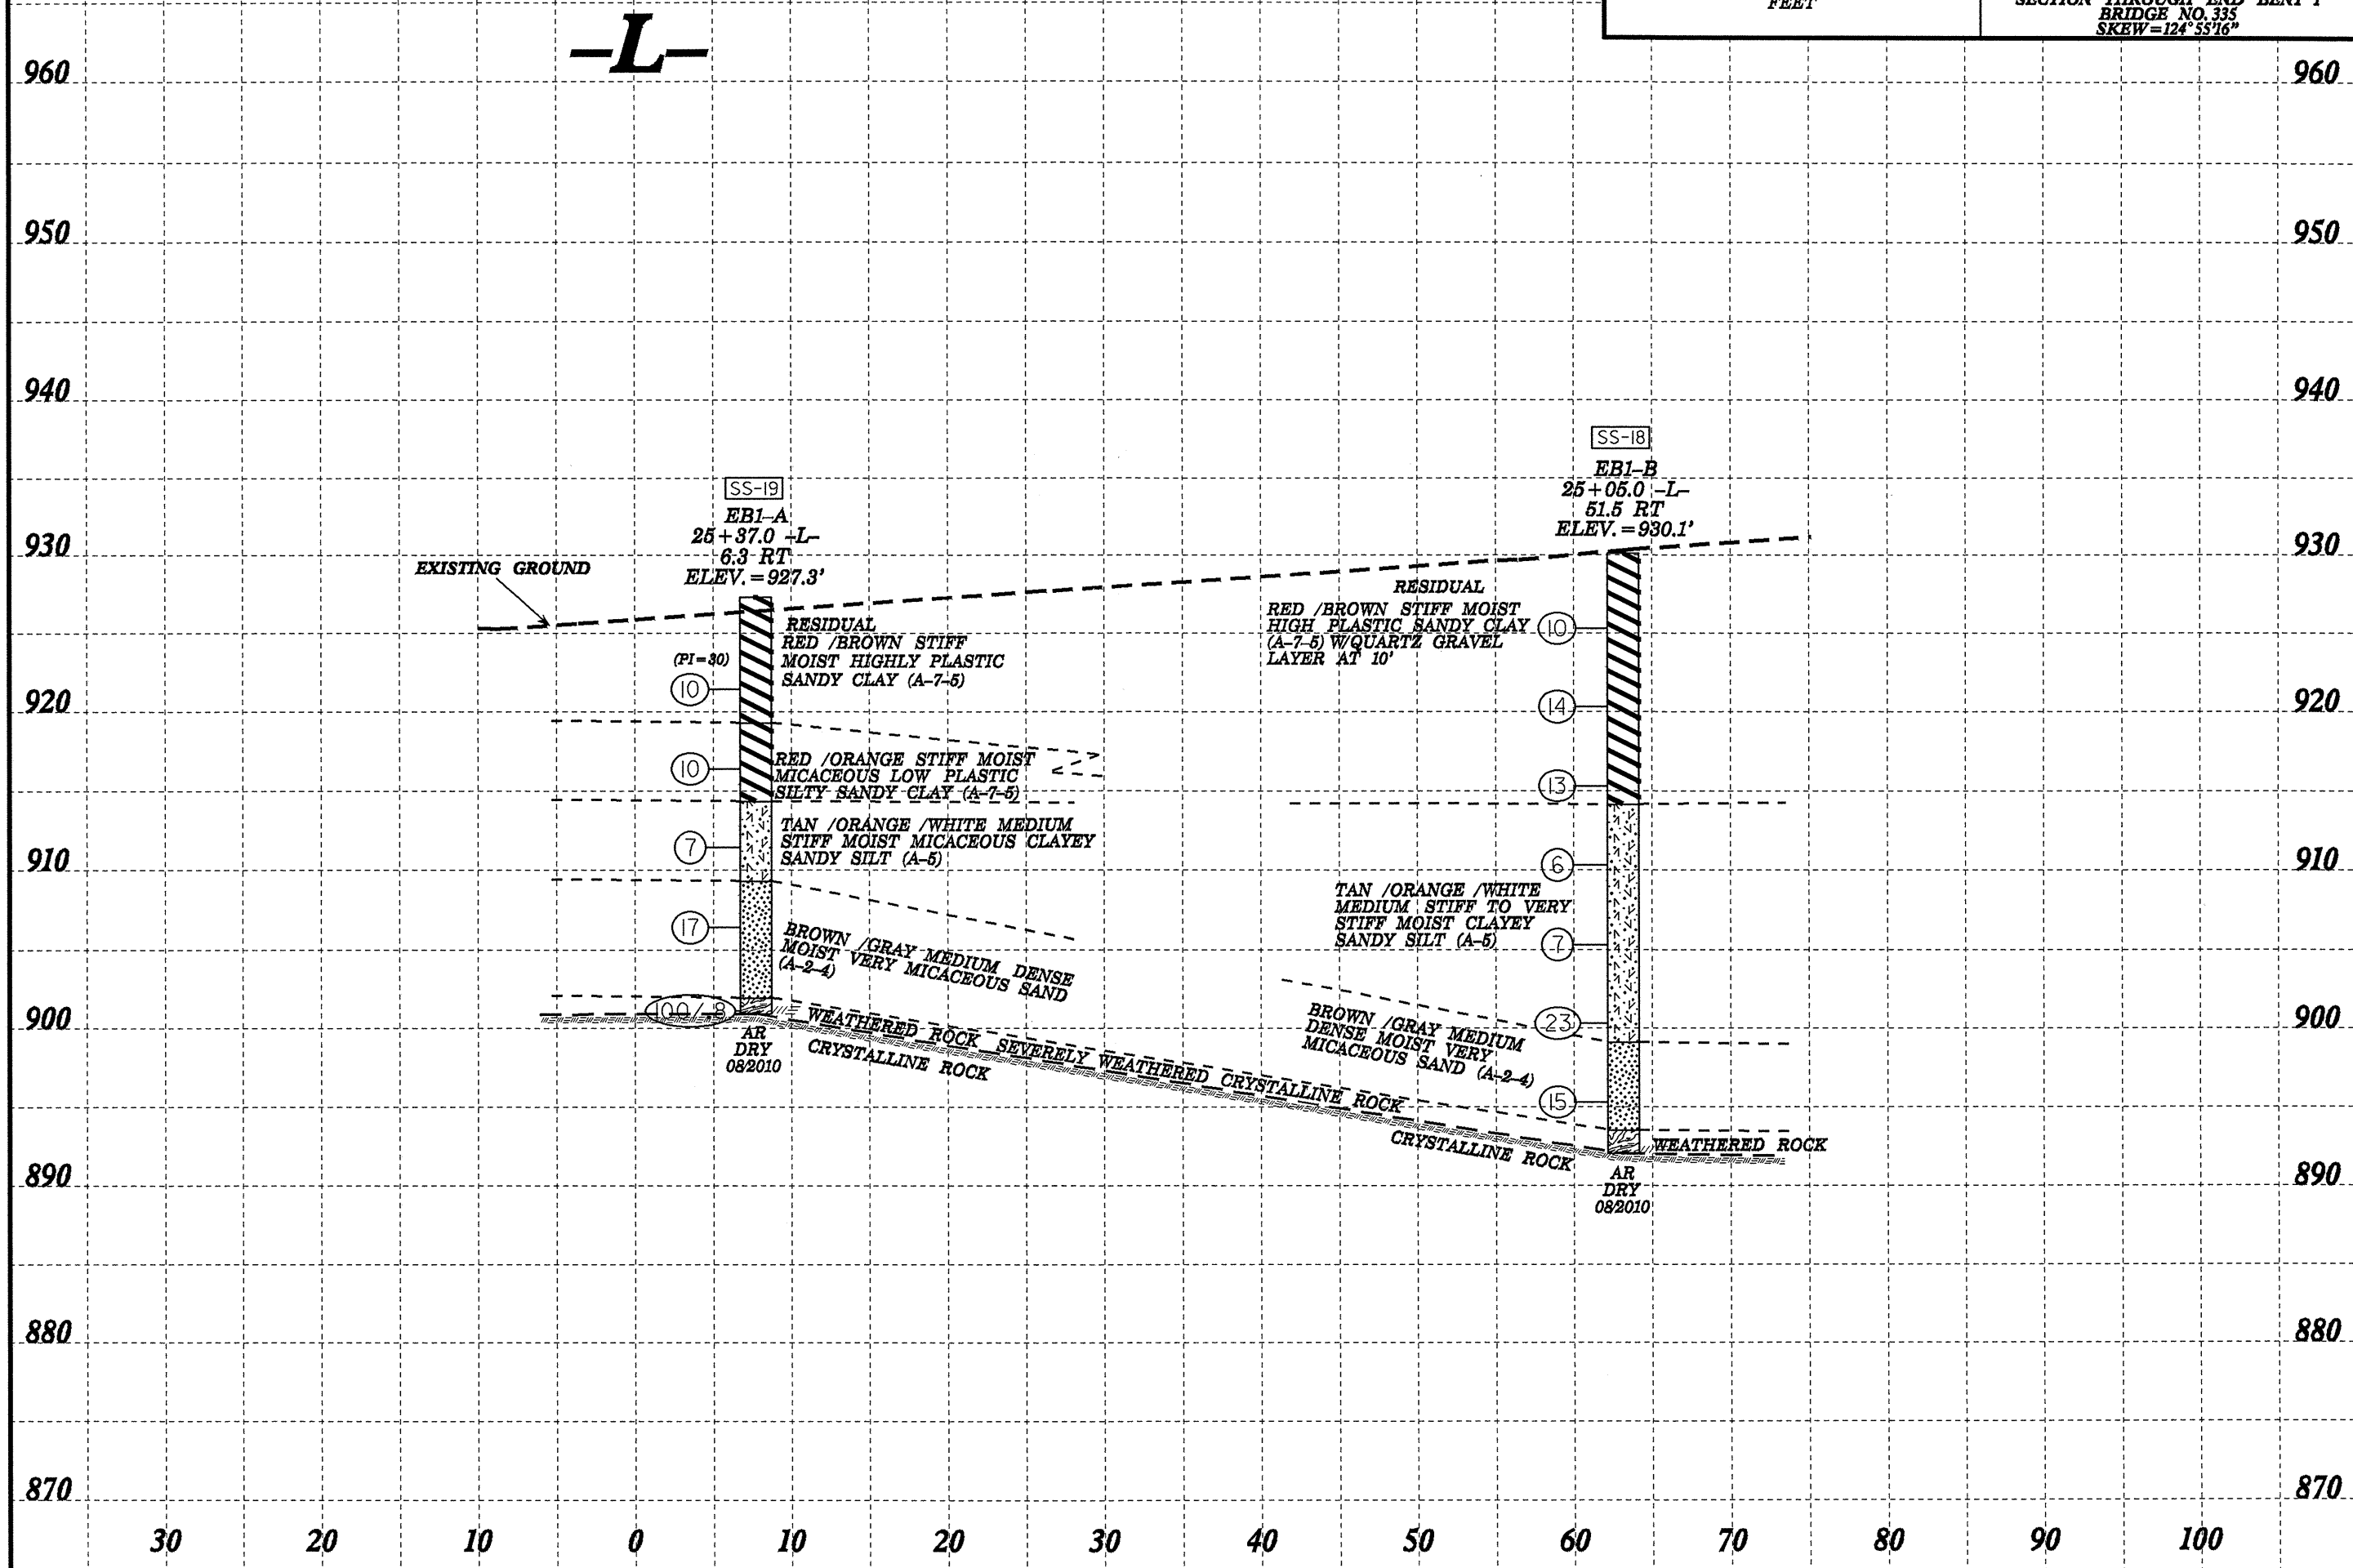 FEET
SECTION THROUGH END BENT 1
BRIDGE NO. 335
SKEW=124°55'16"
–L–
960 960
950 950
940 940
930 930
920 920
910 910
900 900
890 890
880 880
870 870
SS-19
EB1-A
25+37.0 -L-
6.3 RT
ELEV.=927.3'
SS-18
EB1-B
25+05.0 -L-
51.5 RT
ELEV.=930.1'
EXISTING GROUND
RESIDUAL
RED /BROWN STIFF
MOIST HIGHLY PLASTIC
SANDY CLAY (A-7-5)
(PI=30)
10
RED /ORANGE STIFF MOIST
MICACEOUS LOW PLASTIC
SILTY SANDY CLAY (A-7-5)
10
TAN /ORANGE /WHITE MEDIUM
STIFF MOIST MICACEOUS CLAYEY
SANDY SILT (A-5)
7
BROWN /GRAY MEDIUM DENSE
MOIST VERY MICACEOUS SAND
(A-2-4)
17
100/.8
AR
DRY
08/2010
WEATHERED ROCK SEVERELY WEATHERED CRYSTALLINE ROCK
CRYSTALLINE ROCK
RESIDUAL
RED /BROWN STIFF MOIST
HIGH PLASTIC SANDY CLAY
(A-7-5) W/QUARTZ GRAVEL
LAYER AT 10'
10
14
13
6
TAN /ORANGE /WHITE
MEDIUM STIFF TO VERY
STIFF MOIST CLAYEY
SANDY SILT (A-5)
7
BROWN /GRAY MEDIUM
DENSE MOIST VERY
MICACEOUS SAND (A-2-4)
23
15
CRYSTALLINE ROCK
WEATHERED ROCK
AR
DRY
08/2010
30 20 10 0 10 20 30 40 50 60 70 80 90 100